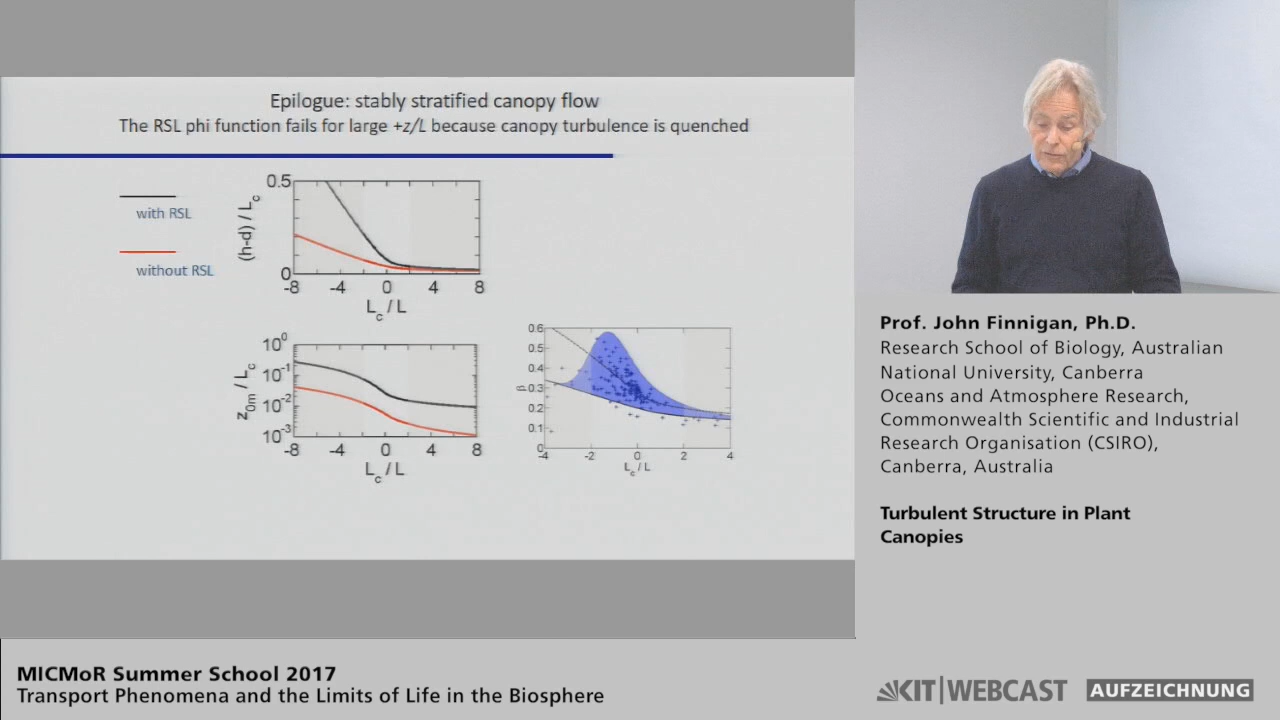 Epilogue: stably stratified canopy flow
The RSL phi function fails for large +z/L because canopy turbulence is quenched
with RSL
without RSL
0.5
0
(h-d) / L_c
-8 -4 0 4 8
L_c / L
10^0
10^-1
10^-2
10^-3
z_0m / L_c
-8 -4 0 4 8
L_c / L
0.6
0.5
0.4
0.3
0.2
0.1
0
β
-4 -2 0 2 4
L_c / L
Prof. John Finnigan, Ph.D.
Research School of Biology, Australian
National University, Canberra
Oceans and Atmosphere Research,
Commonwealth Scientific and Industrial
Research Organisation (CSIRO),
Canberra, Australia
Turbulent Structure in Plant
Canopies
MICMoR Summer School 2017
Transport Phenomena and the Limits of Life in the Biosphere
KIT|WEBCAST
AUFZEICHNUNG